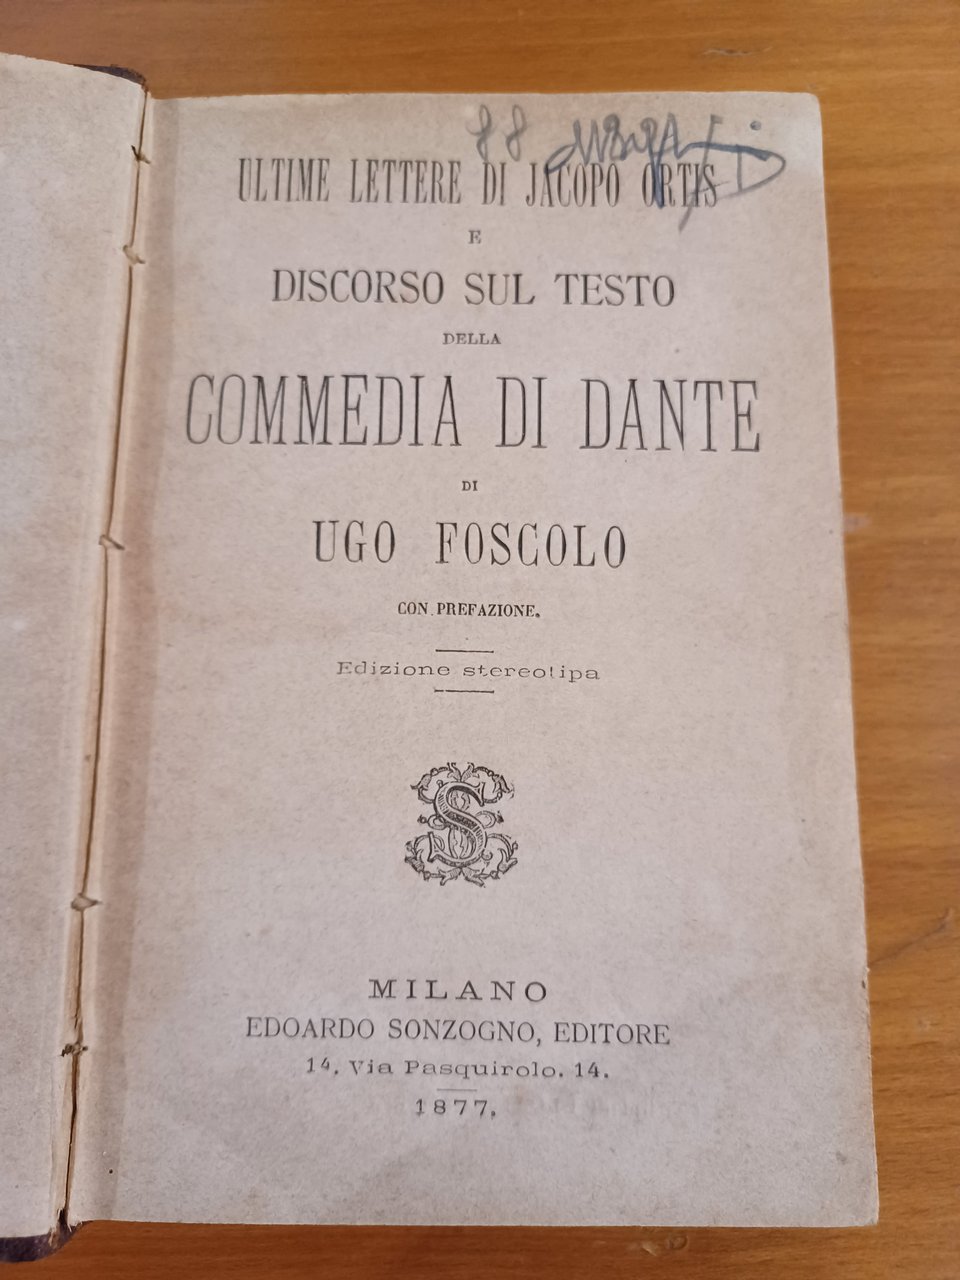 88
ULTIME LETTERE DI JACOPO ORTIS
E
DISCORSO SUL TESTO
DELLA
COMMEDIA DI DANTE
DI
UGO FOSCOLO
CON PREFAZIONE.
Edizione stereotipa
S
MILANO
EDOARDO SONZOGNO, EDITORE
14. Via Pasquirolo. 14.
1877.